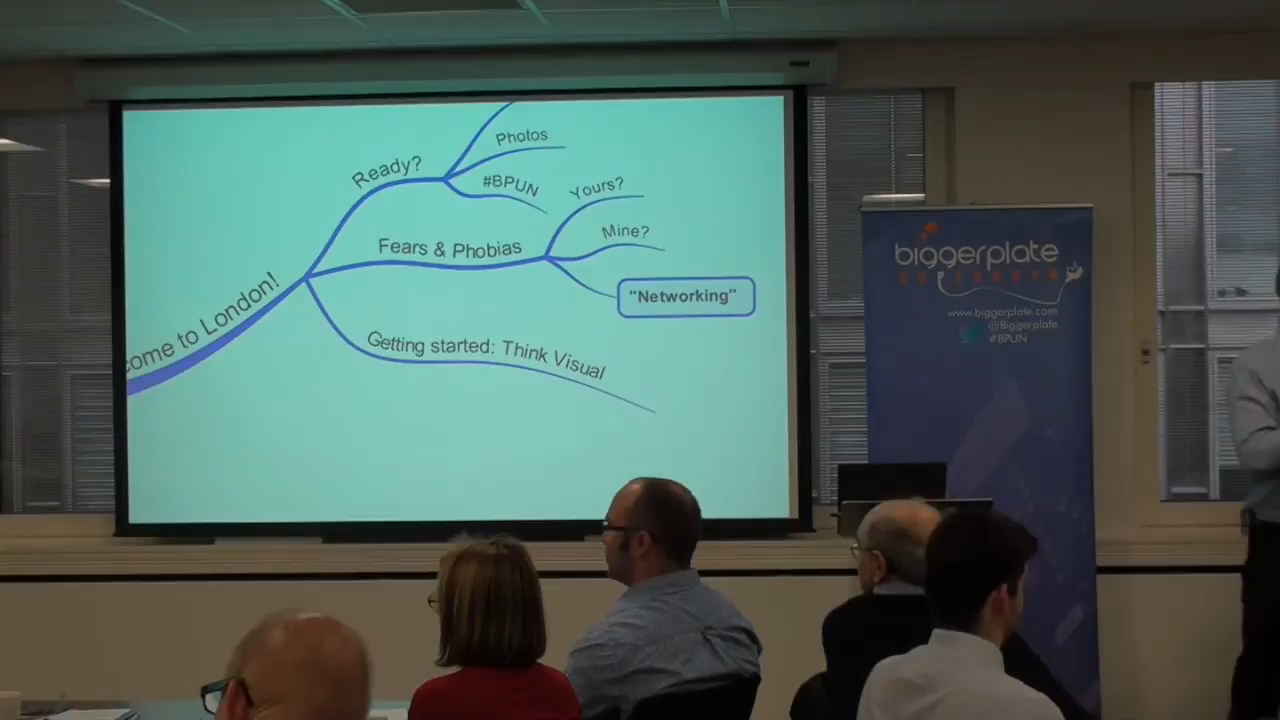 Photos
Ready?
#BPUN
Yours?
Fears & Phobias
Mine?
"Networking"
come to London!
Getting started: Think Visual
biggerplate
www.biggerplate.com
@Biggerplate
#BPUN